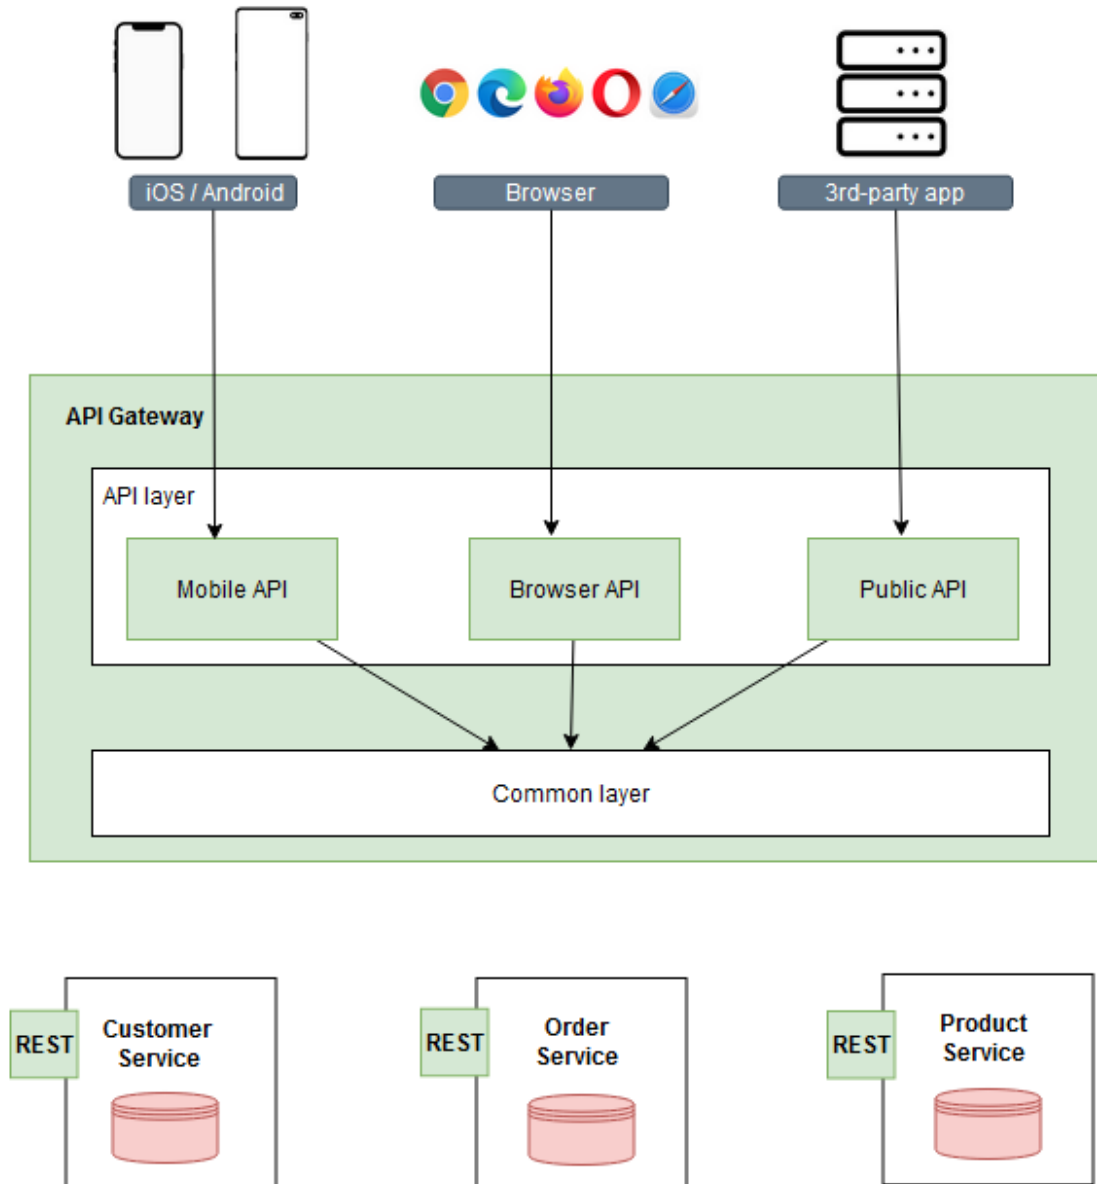 iOS / Android
Browser
3rd-party app
API Gateway
API layer
Mobile API
Browser API
Public API
Common layer
REST
Customer
Service
REST
Order
Service
REST
Product
Service